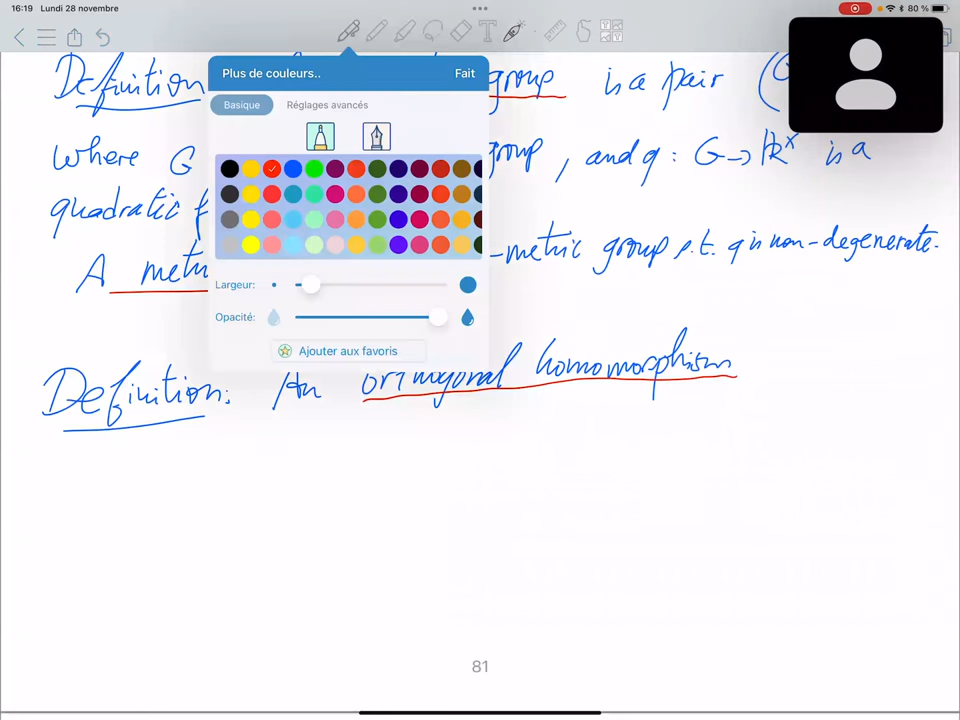 16:19 Lundi 28 novembre 80 %
Plus de couleurs.. Fait
Basique Réglages avancés
Definition group is a pair (
where G group, and q : G → k^x is a
quadratic f
A metr -metric group s.t. q is non-degenerate.
Largeur:
Opacité:
Ajouter aux favoris
Definition: An orthogonal homomorphism
81